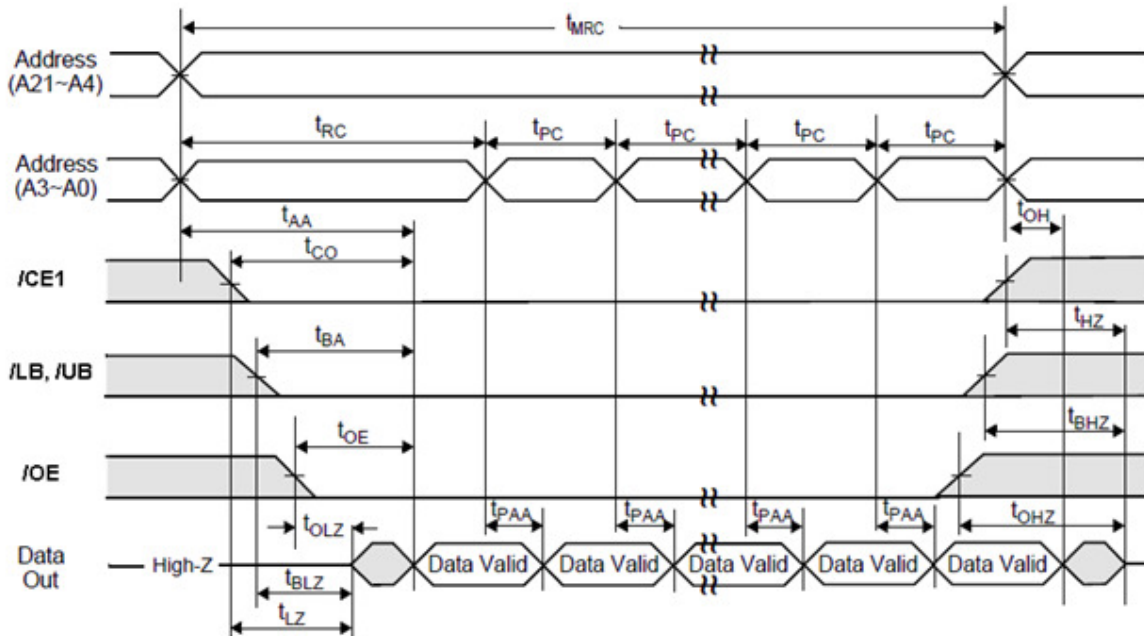 tMRC
Address
(A21~A4)
tRC tPC tPC tPC tPC
Address
(A3~A0)
tAA tOH
tCO
/CE1
tHZ
tBA
/LB, /UB
tBHZ
tOE
/OE
tPAA tPAA tPAA tPAA
tOLZ tOHZ
Data
Out
High-Z Data Valid Data Valid Data Valid Data Valid Data Valid
tBLZ
tLZ